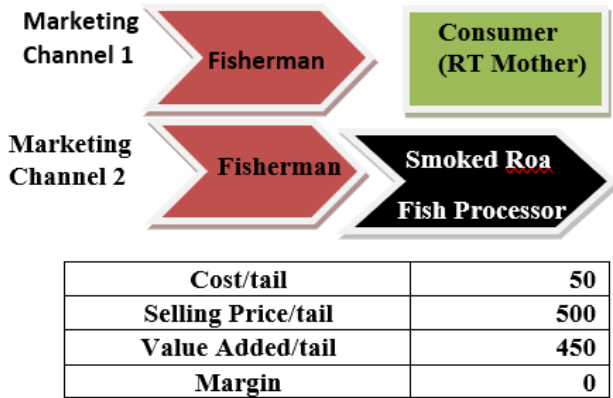 Marketing
Channel 1
Fisherman
Consumer
(RT Mother)
Marketing
Channel 2
Fisherman
Smoked Roa
Fish Processor
Cost/tail 50
Selling Price/tail 500
Value Added/tail 450
Margin 0